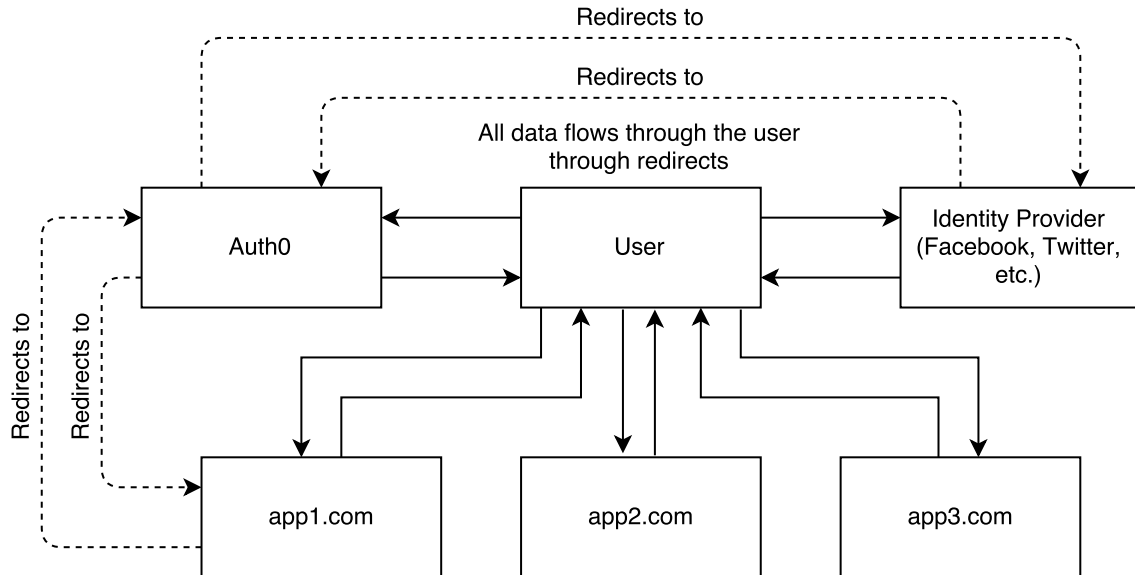 Redirects to
Redirects to
All data flows through the user
through redirects
Auth0
User
Identity Provider
(Facebook, Twitter,
etc.)
Redirects to
Redirects to
app1.com
app2.com
app3.com